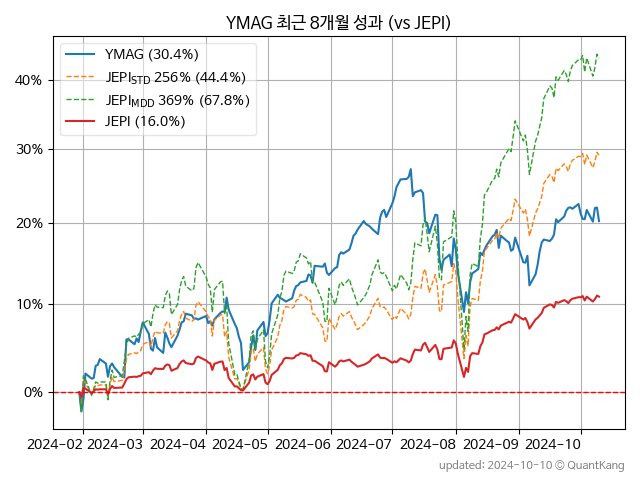 YMAG 최근 8개월 성과 (vs JEPI)
YMAG (30.4%)
JEPI_STD 256% (44.4%)
JEPI_MDD 369% (67.8%)
JEPI (16.0%)
40%
30%
20%
10%
0%
2024-02 2024-03 2024-04 2024-05 2024-06 2024-07 2024-08 2024-09 2024-10
updated: 2024-10-10 © QuantKang